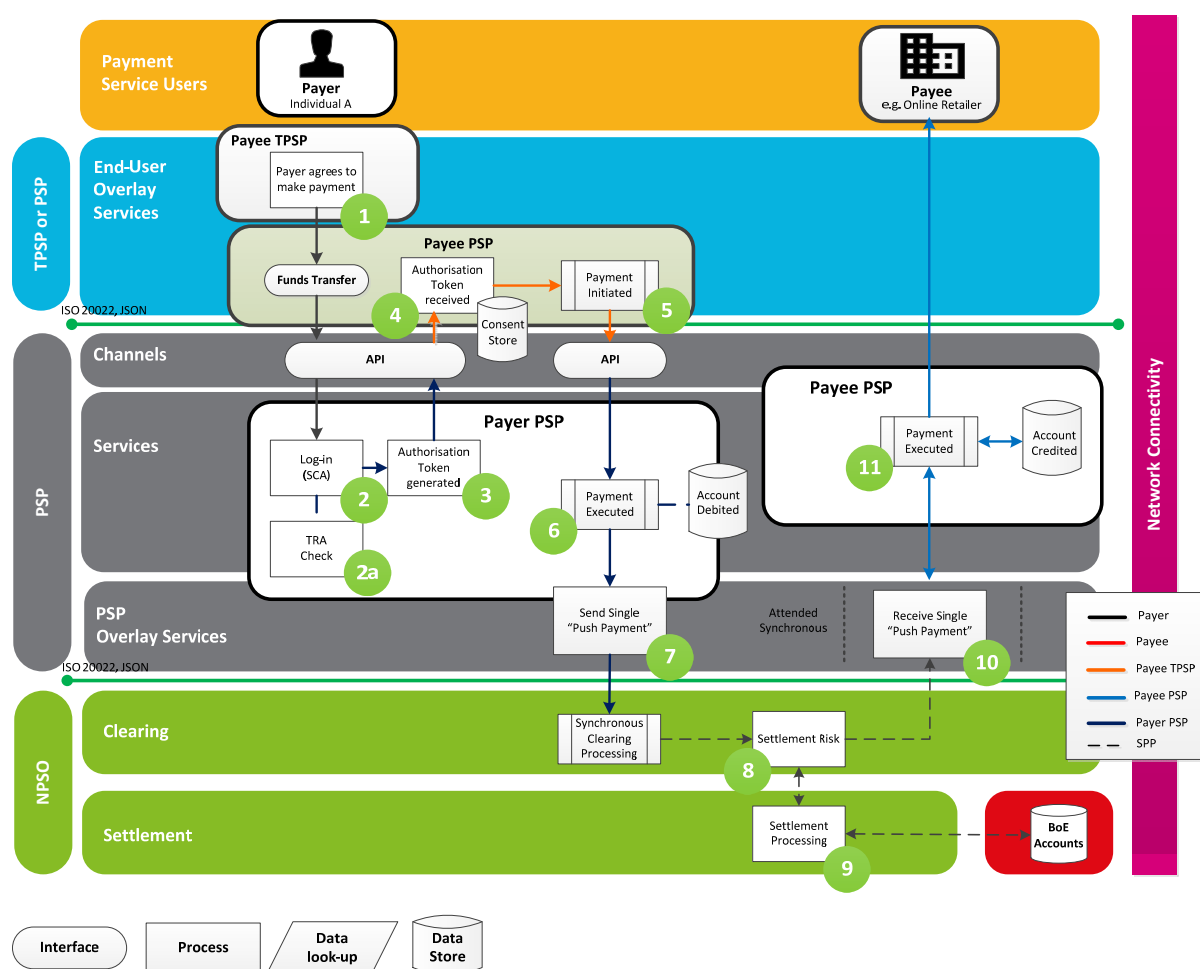 Payment
Service Users
Payer
Individual A
Payee
e.g. Online Retailer
TPSP or PSP
End-User
Overlay
Services
Payee TPSP
Payer agrees to
make payment
1
Payee PSP
Funds Transfer
Authorisation
Token
received
4
Consent
Store
Payment
Initiated
5
ISO 20022, JSON
PSP
Channels
API
API
Services
Payer PSP
Log-in
(SCA)
2
Authorisation
Token
generated
3
TRA
Check
2a
Payment
Executed
6
Account
Debited
Payee PSP
Payment
Executed
11
Account
Credited
Network Connectivity
PSP
Overlay Services
Send Single
“Push Payment”
7
Attended
Synchronous
Receive Single
“Push Payment”
10
ISO 20022, JSON
Payer
Payee
Payee TPSP
Payee PSP
Payer PSP
SPP
NPSO
Clearing
Synchronous
Clearing
Processing
Settlement Risk
8
Settlement
Settlement
Processing
9
BoE
Accounts
Interface
Process
Data
look-up
Data
Store